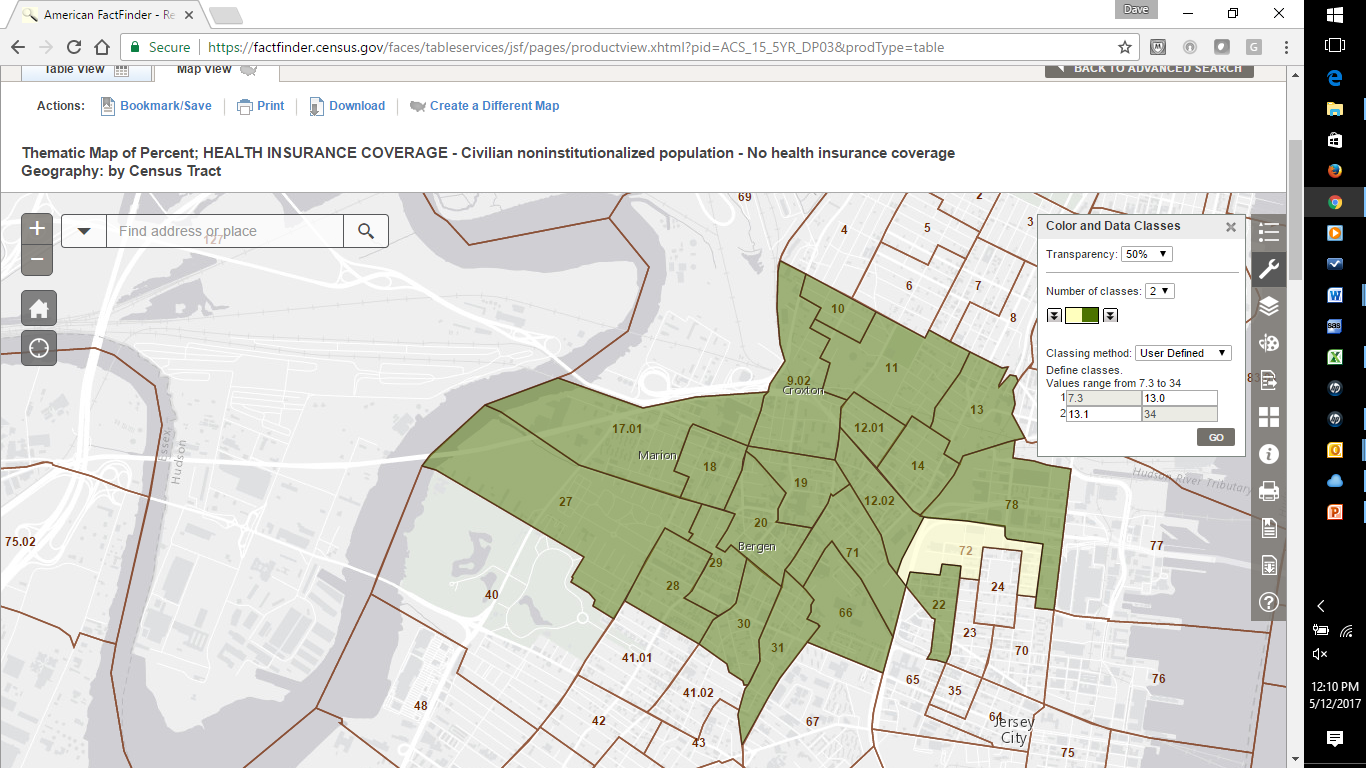 American FactFinder - Re
Dave
Secure
https://factfinder.census.gov/faces/tableservices/jsf/pages/productview.xhtml?pid=ACS_15_5YR_DP03&prodType=table
Table View
Map View
BACK TO ADVANCED SEARCH
Actions:
Bookmark/Save
Print
Download
Create a Different Map
Thematic Map of Percent; HEALTH INSURANCE COVERAGE - Civilian noninstitutionalized population - No health insurance coverage
Geography: by Census Tract
+
−
Find address or place
127
69
2
3
4
5
6
7
8
83
Color and Data Classes
Transparency: 50%
Number of classes: 2
Classing method: User Defined
Define classes.
Values range from 7.3 to 34
1 7.3 13.0
2 13.1 34
GO
10
11
9.02
Croxton
13
12.01
17.01
Marion
18
14
19
12.02
27
20
78
Bergen
71
72
77
29
28
24
22
66
30
31
23
70
40
41.01
41.02
65
35
76
48
42
43
67
64
Jersey
City
75
75.02
Essex
Hudson
Hudson River Tributary
12:10 PM
5/12/2017